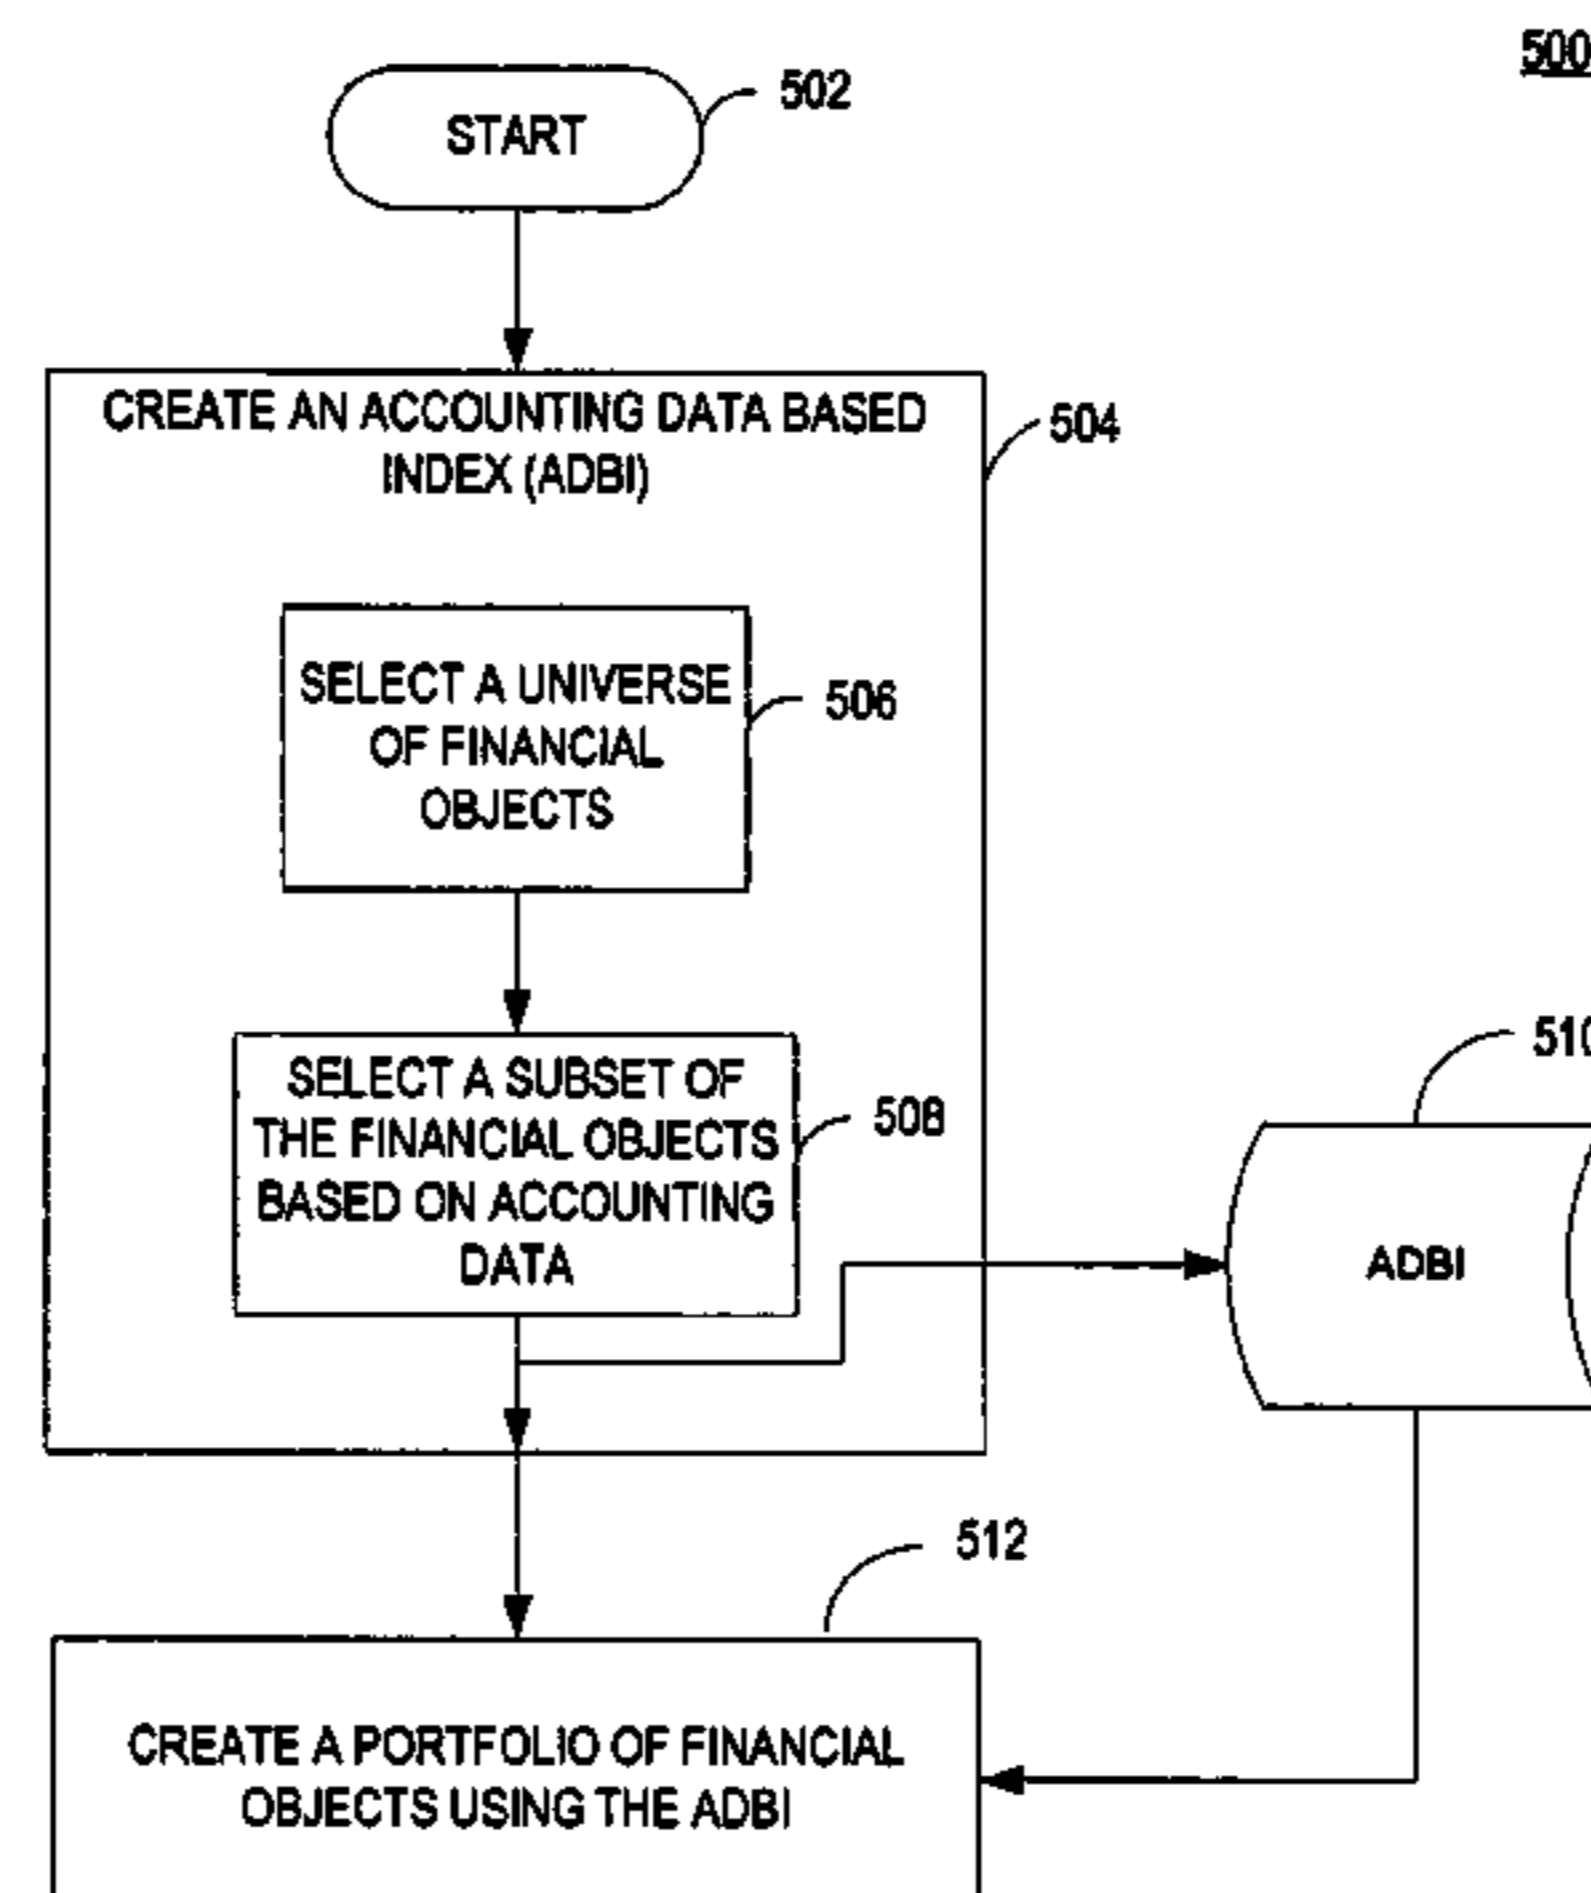 500
502
START
CREATE AN ACCOUNTING DATA BASED
INDEX (ADBI)
504
SELECT A UNIVERSE
OF FINANCIAL
OBJECTS
506
SELECT A SUBSET OF
THE FINANCIAL OBJECTS
BASED ON ACCOUNTING
DATA
508
510
ADBI
512
CREATE A PORTFOLIO OF FINANCIAL
OBJECTS USING THE ADBI